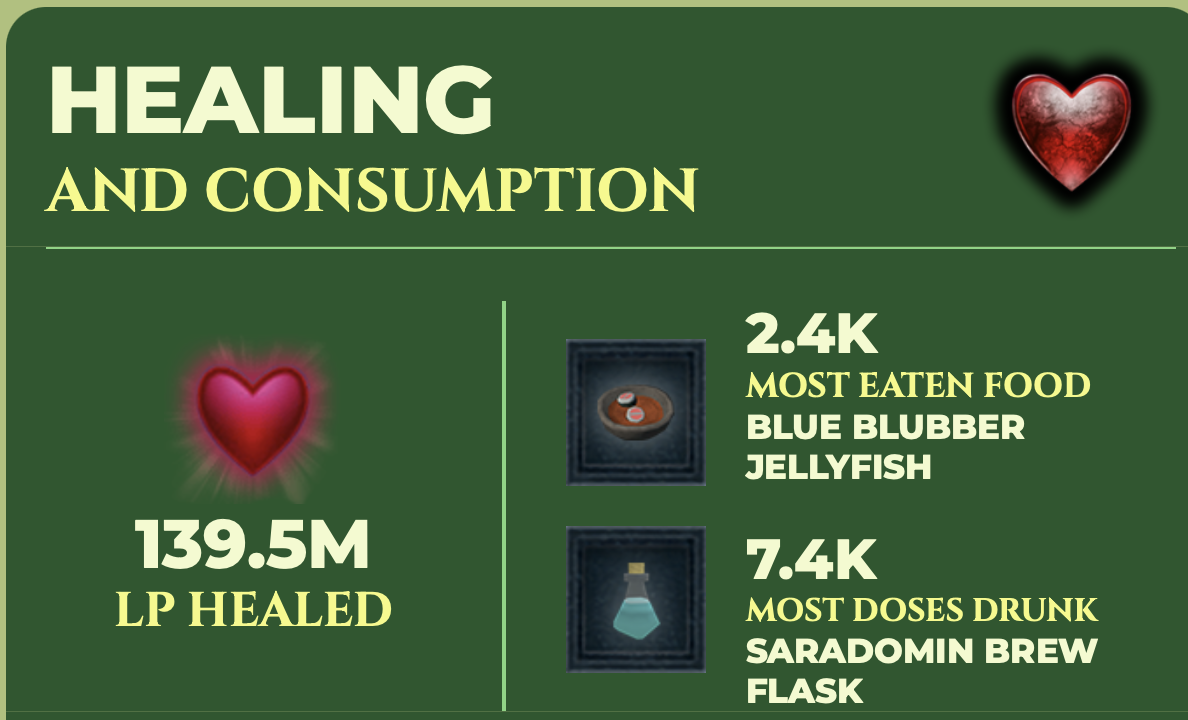 HEALING
AND CONSUMPTION
139.5M
LP HEALED
2.4K
MOST EATEN FOOD
BLUE BLUBBER
JELLYFISH
7.4K
MOST DOSES DRUNK
SARADOMIN BREW
FLASK